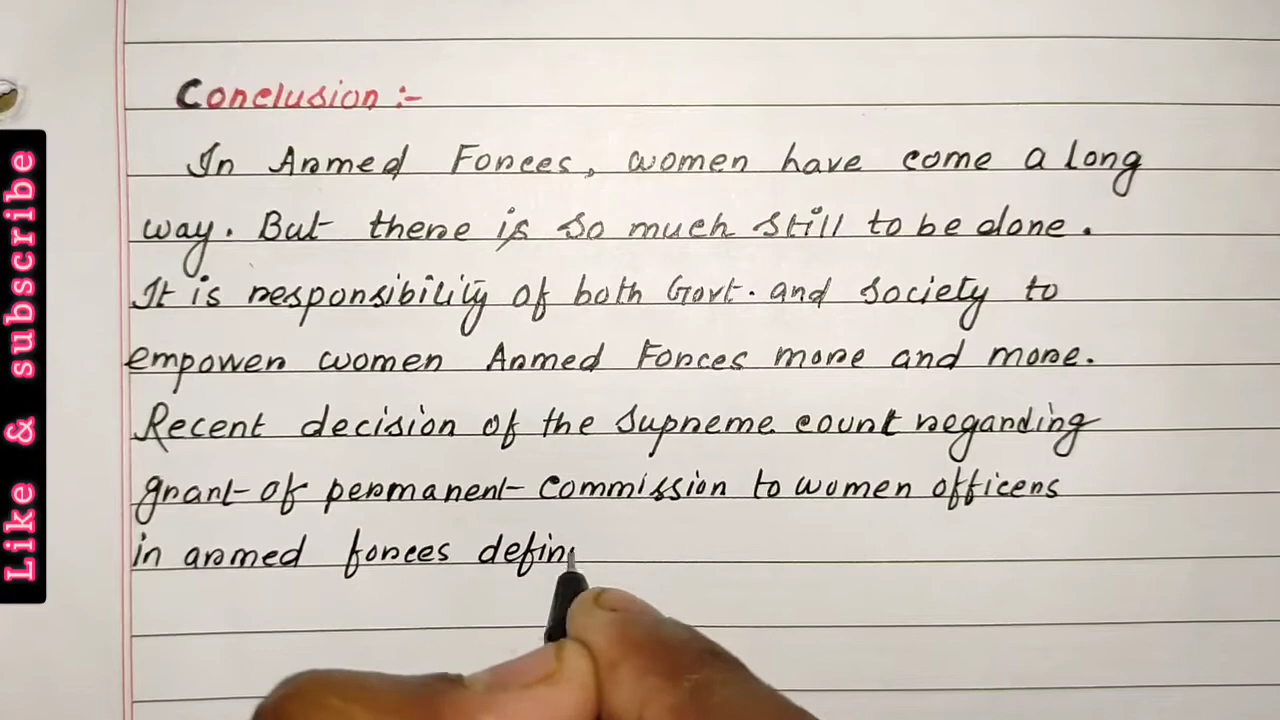 Conclusion :-
In Armed Forces, women have come a long
way. But there is so much still to be done.
It is responsibility of both Govt. and society to
empower women Armed Forces more and more.
Recent decision of the Supreme court regarding
grant of permanent commission to women officers
in armed forces defin
Like & subscribe